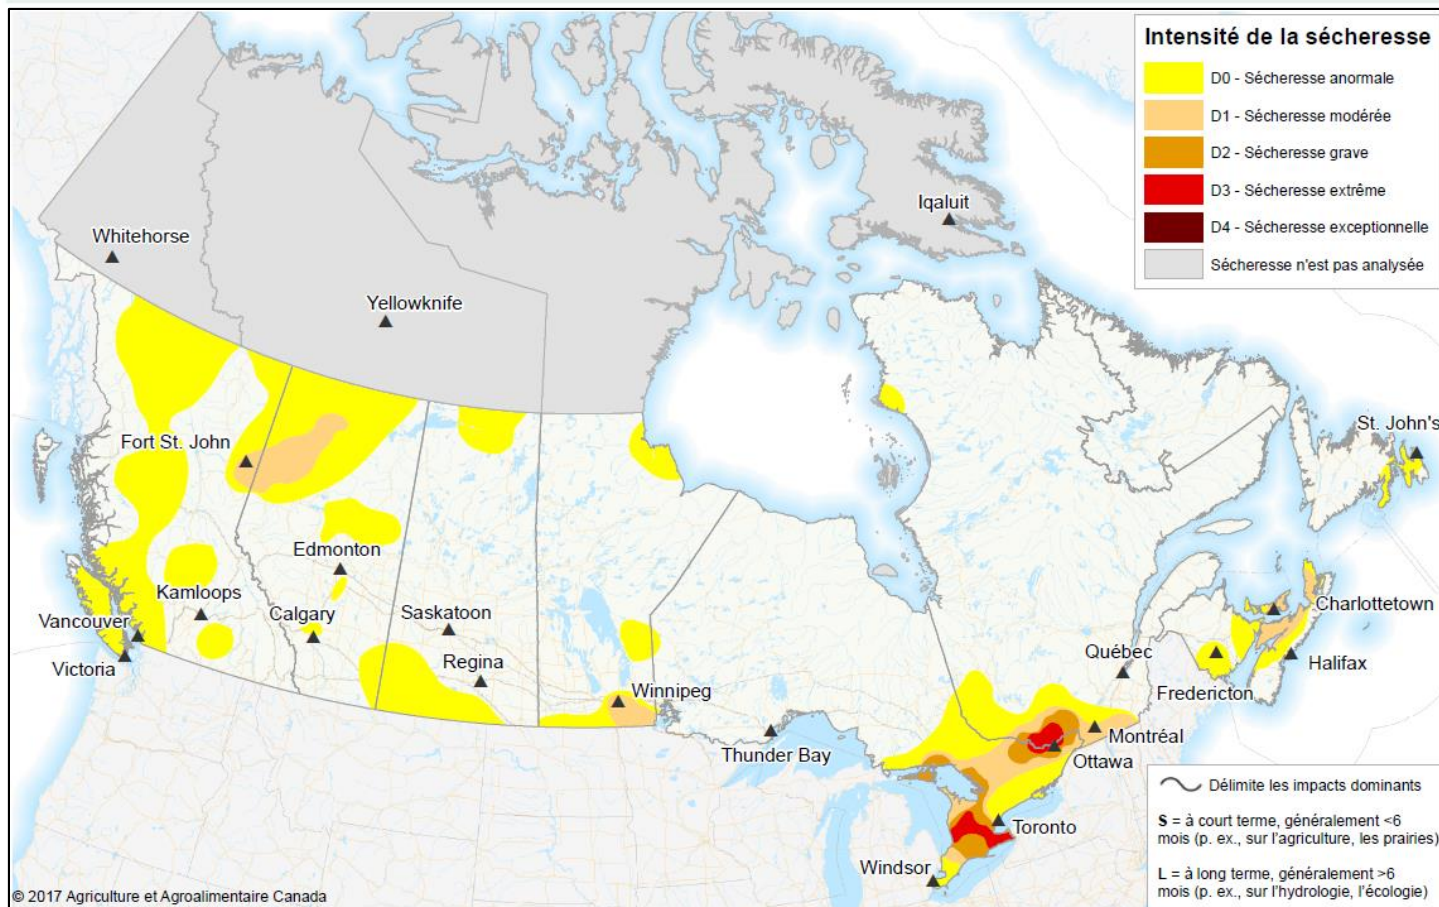 Intensité de la sécheresse
D0 - Sécheresse anormale
D1 - Sécheresse modérée
D2 - Sécheresse grave
D3 - Sécheresse extrême
D4 - Sécheresse exceptionnelle
Sécheresse n'est pas analysée
Iqaluit
Whitehorse
Yellowknife
Fort St. John
St. John's
Edmonton
Kamloops
Calgary
Saskatoon
Charlottetown
Vancouver
Victoria
Regina
Québec
Halifax
Winnipeg
Fredericton
Montréal
Thunder Bay
Ottawa
Toronto
Windsor
Délimite les impacts dominants
S = à court terme, généralement <6
mois (p. ex., sur l'agriculture, les prairies)
L = à long terme, généralement >6
mois (p. ex., sur l'hydrologie, l'écologie)
© 2017 Agriculture et Agroalimentaire Canada